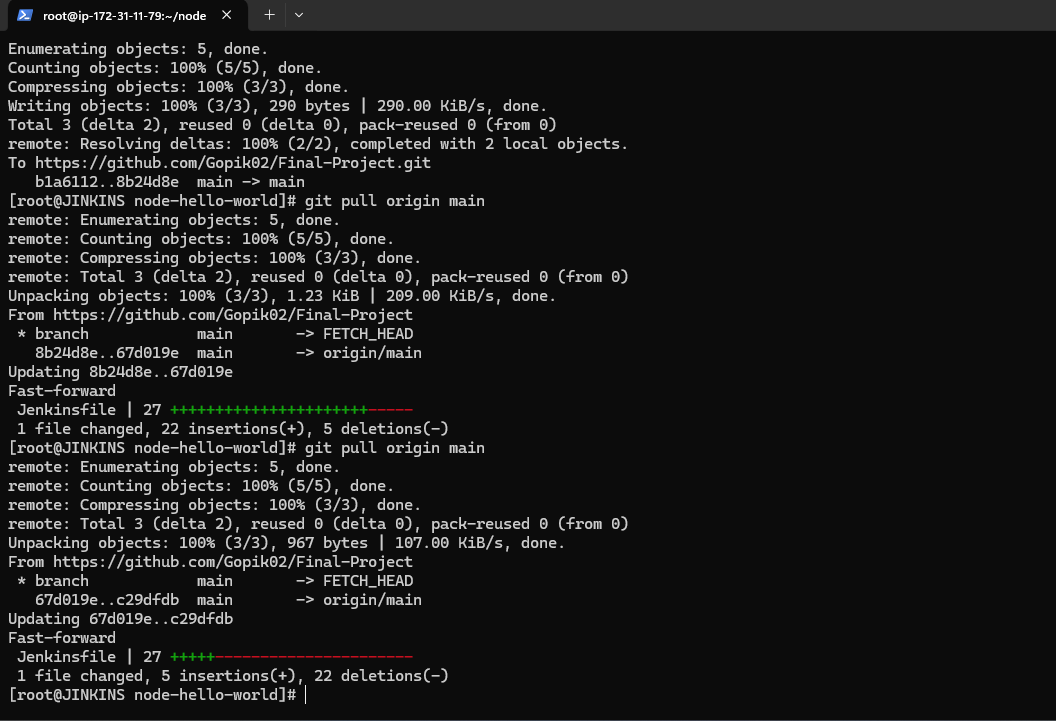 root@ip-172-31-11-79:~/node
Enumerating objects: 5, done.
Counting objects: 100% (5/5), done.
Compressing objects: 100% (3/3), done.
Writing objects: 100% (3/3), 290 bytes | 290.00 KiB/s, done.
Total 3 (delta 2), reused 0 (delta 0), pack-reused 0 (from 0)
remote: Resolving deltas: 100% (2/2), completed with 2 local objects.
To https://github.com/Gopik02/Final-Project.git
   b1a6112..8b24d8e  main -> main
[root@JINKINS node-hello-world]# git pull origin main
remote: Enumerating objects: 5, done.
remote: Counting objects: 100% (5/5), done.
remote: Compressing objects: 100% (3/3), done.
remote: Total 3 (delta 2), reused 0 (delta 0), pack-reused 0 (from 0)
Unpacking objects: 100% (3/3), 1.23 KiB | 209.00 KiB/s, done.
From https://github.com/Gopik02/Final-Project
 * branch            main       -> FETCH_HEAD
   8b24d8e..67d019e  main       -> origin/main
Updating 8b24d8e..67d019e
Fast-forward
 Jenkinsfile | 27 ++++++++++++++++++++++-----
 1 file changed, 22 insertions(+), 5 deletions(-)
[root@JINKINS node-hello-world]# git pull origin main
remote: Enumerating objects: 5, done.
remote: Counting objects: 100% (5/5), done.
remote: Compressing objects: 100% (3/3), done.
remote: Total 3 (delta 2), reused 0 (delta 0), pack-reused 0 (from 0)
Unpacking objects: 100% (3/3), 967 bytes | 107.00 KiB/s, done.
From https://github.com/Gopik02/Final-Project
 * branch            main       -> FETCH_HEAD
   67d019e..c29dfdb  main       -> origin/main
Updating 67d019e..c29dfdb
Fast-forward
 Jenkinsfile | 27 +++++----------------------
 1 file changed, 5 insertions(+), 22 deletions(-)
[root@JINKINS node-hello-world]#